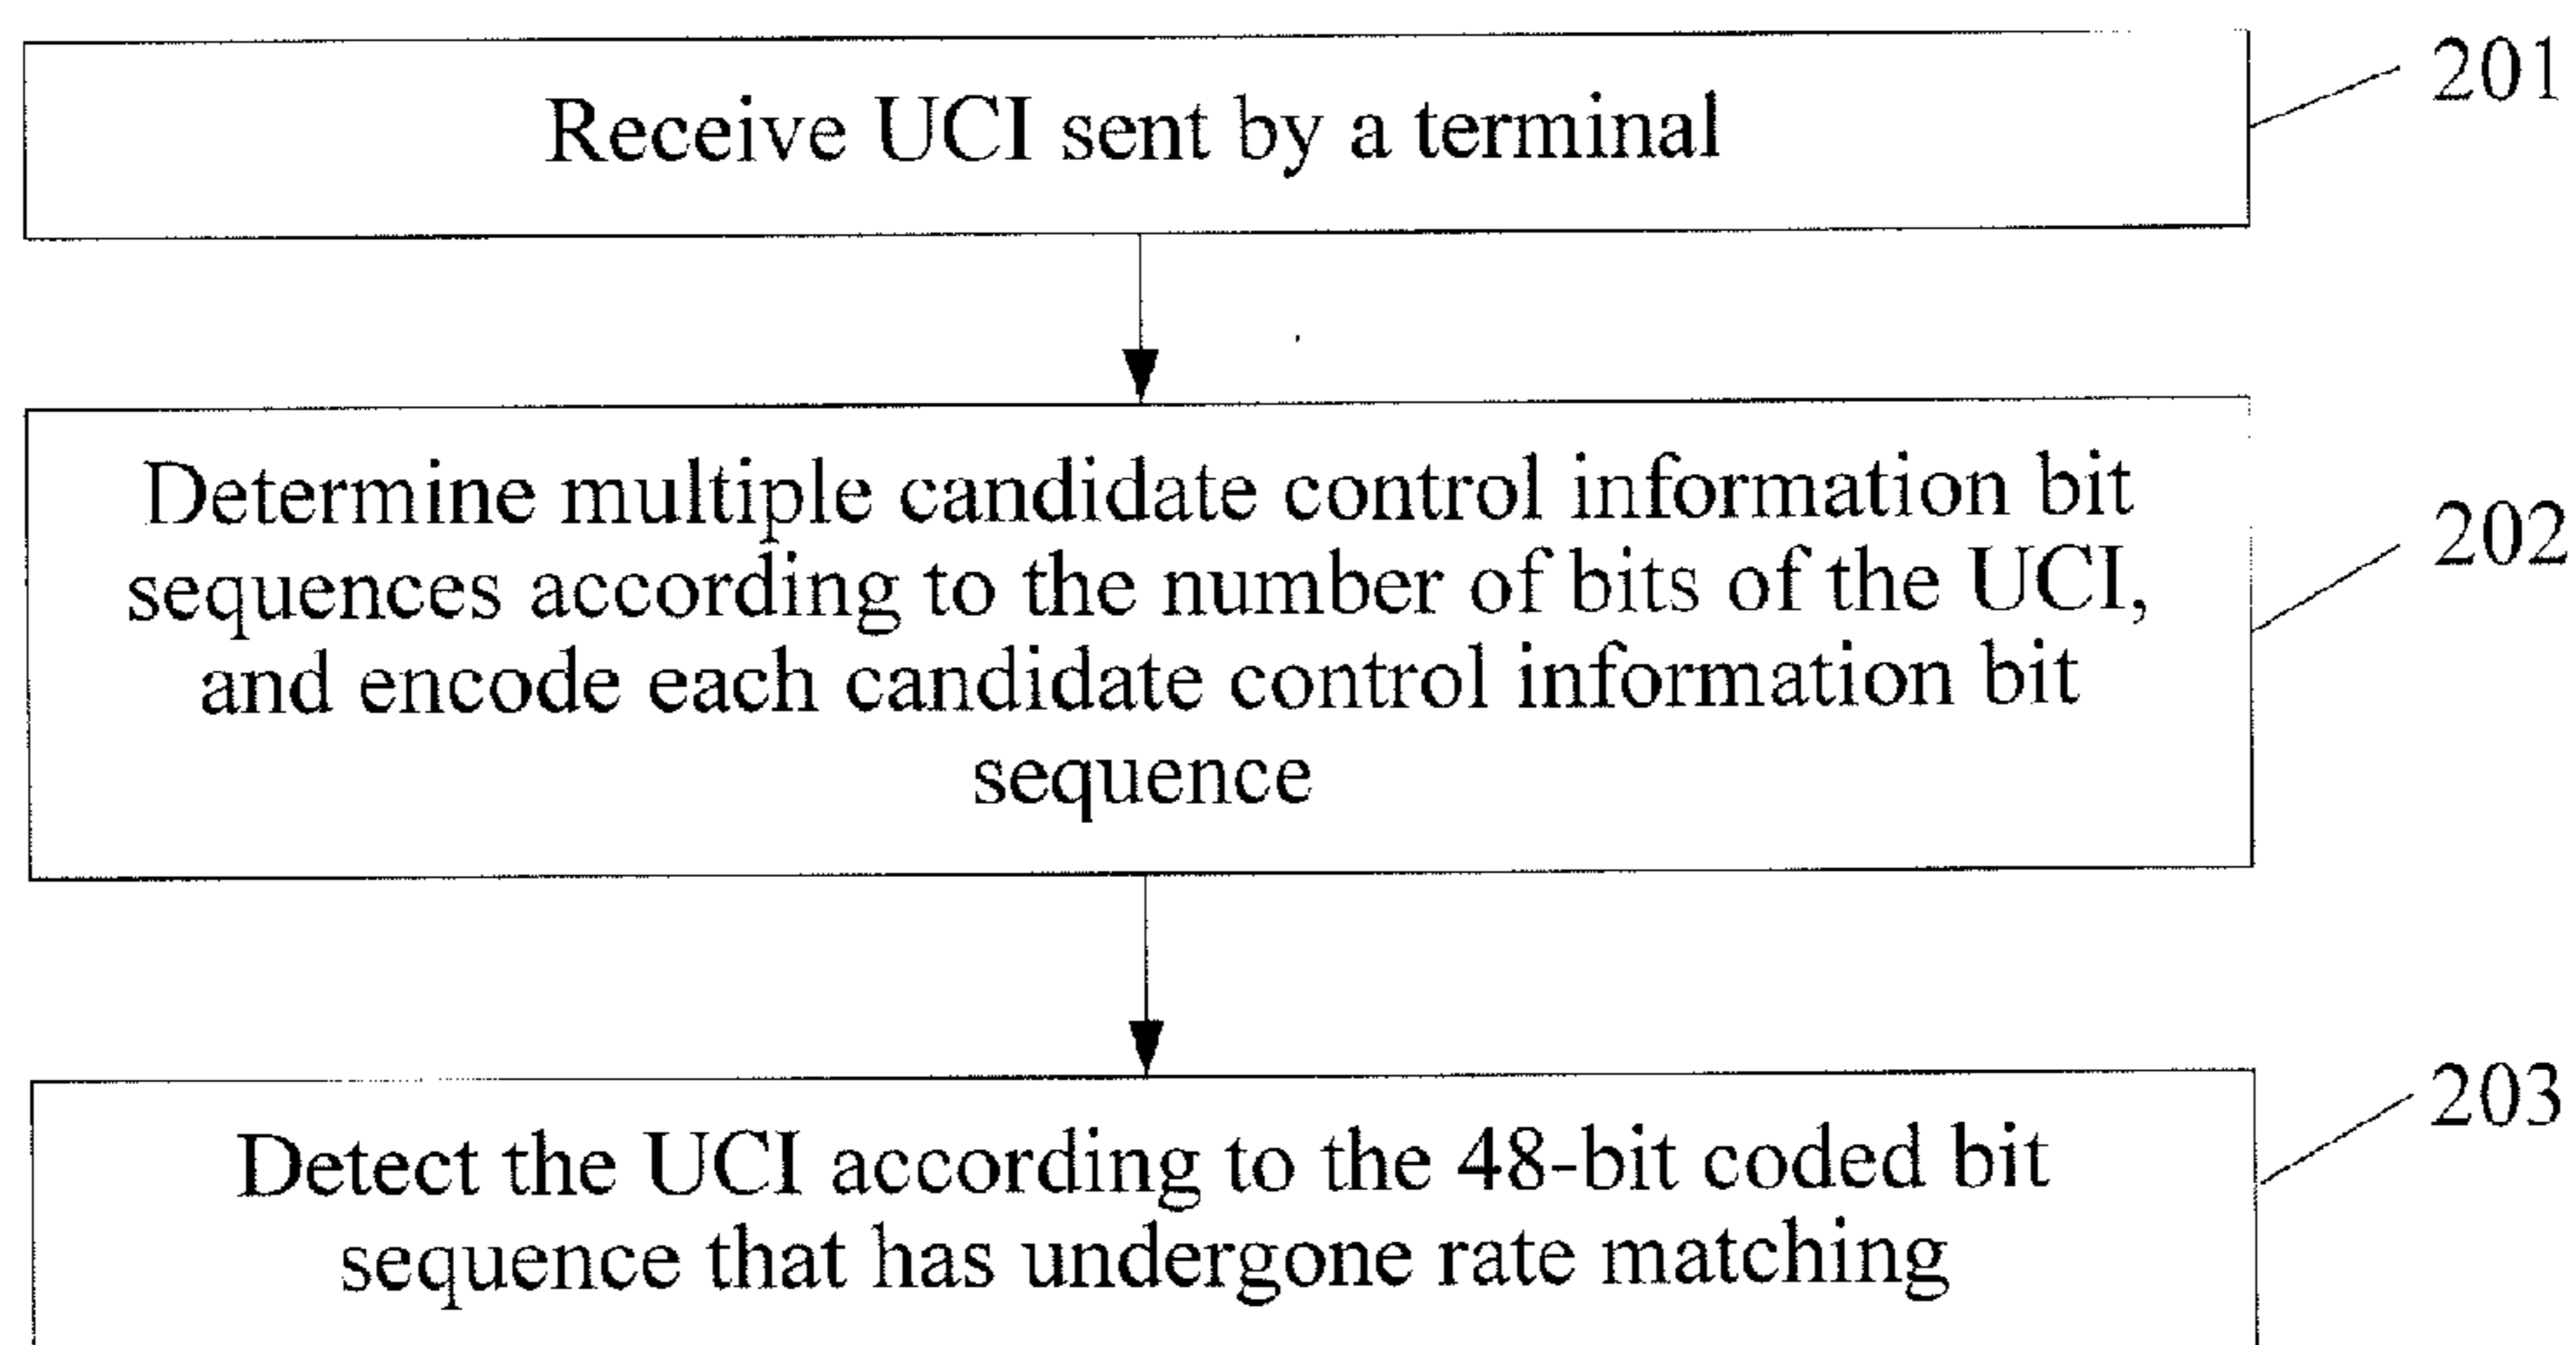 Receive UCI sent by a terminal
201
Determine multiple candidate control information bit
sequences according to the number of bits of the UCI,
and encode each candidate control information bit
sequence
202
Detect the UCI according to the 48-bit coded bit
sequence that has undergone rate matching
203